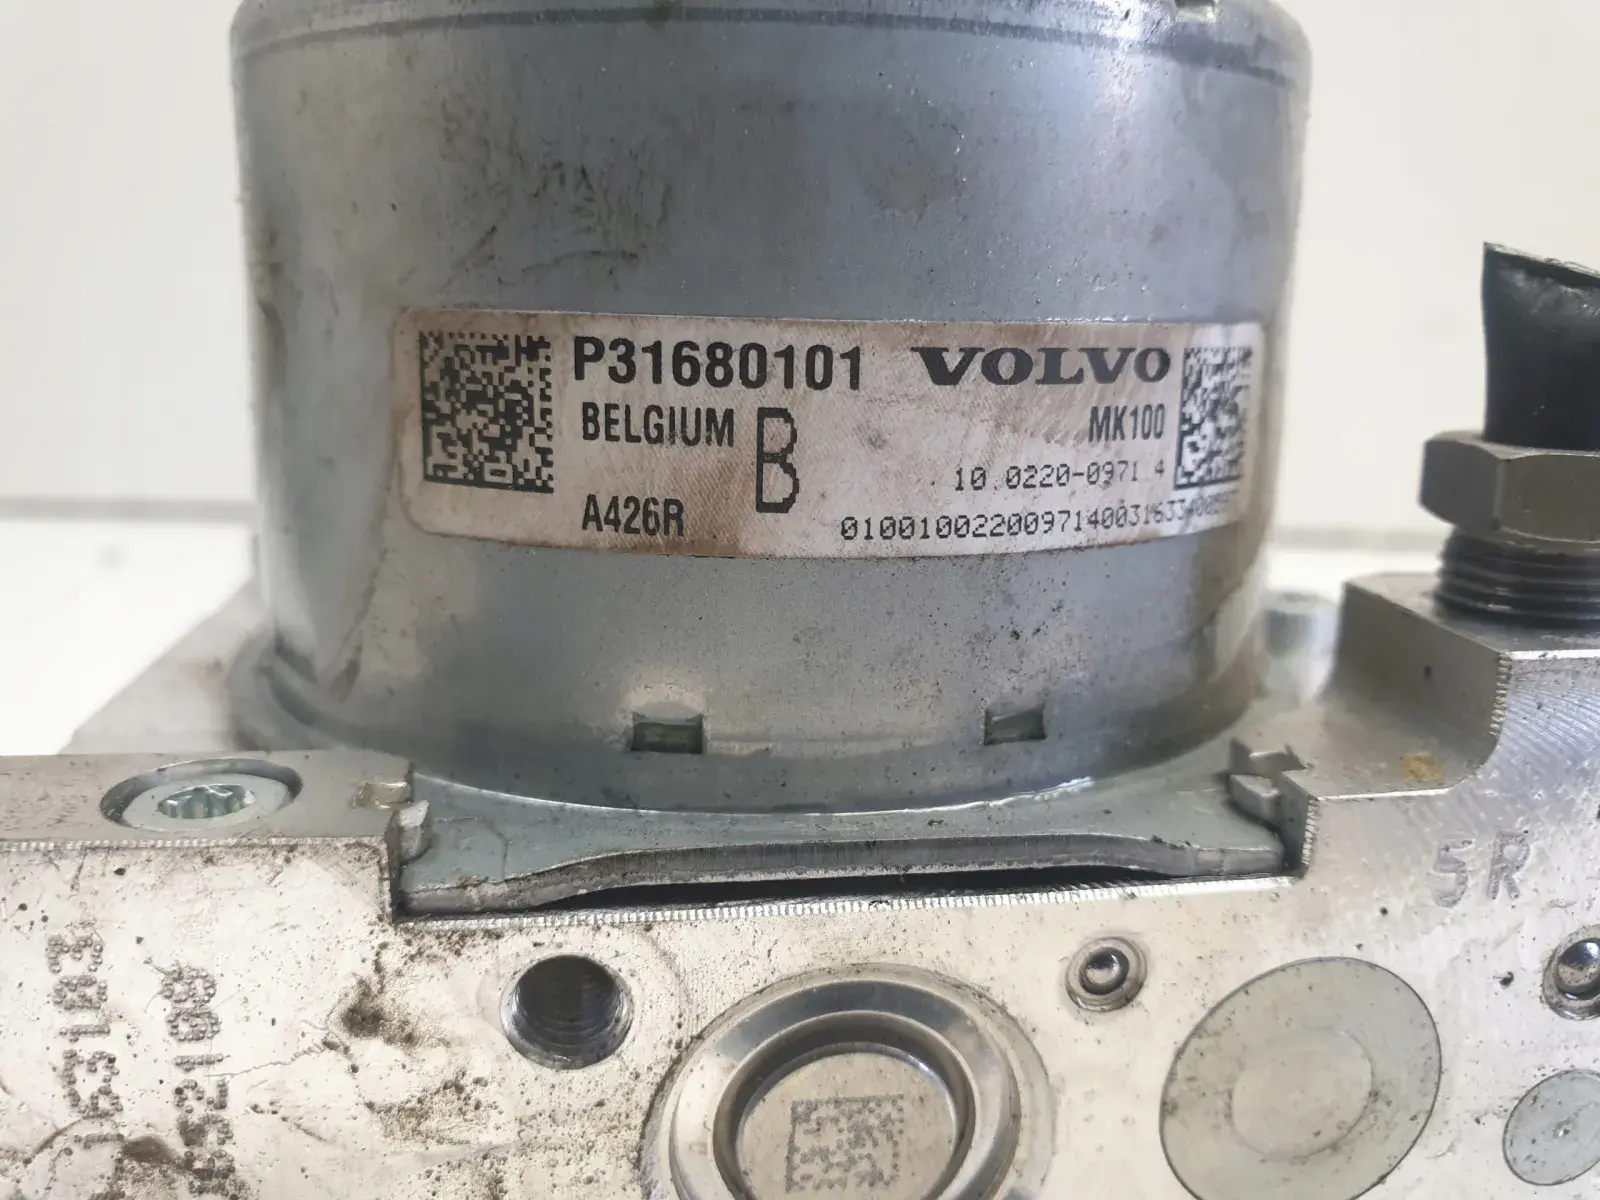 P31680101 VOLVO
BELGIUM B MK100
10.0220-0971.4
A426R
5R